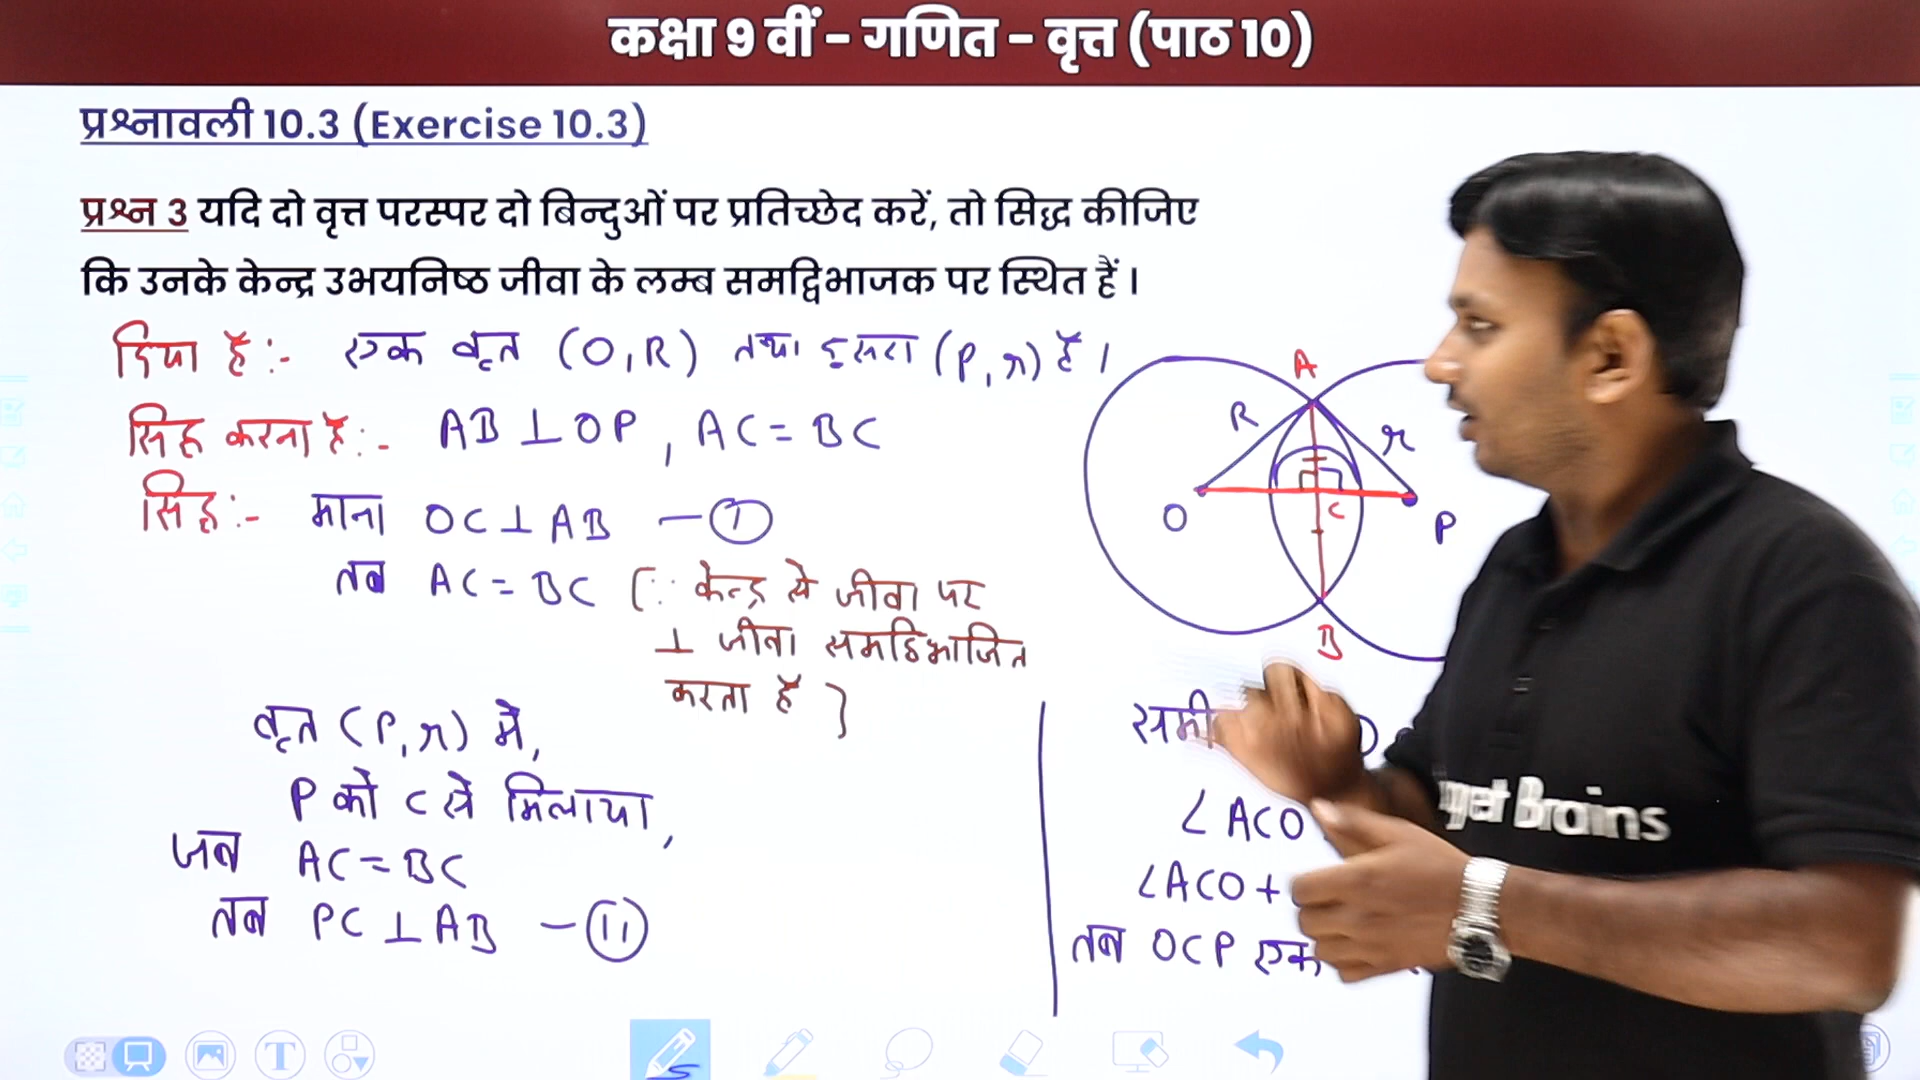 कक्षा 9 वीं - गणित - वृत्त (पाठ 10)
प्रश्नावली 10.3 (Exercise 10.3)
प्रश्न 3 यदि दो वृत्त परस्पर दो बिन्दुओं पर प्रतिच्छेद करें, तो सिद्ध कीजिए
कि उनके केन्द्र उभयनिष्ठ जीवा के लम्ब समद्विभाजक पर स्थित हैं।
दिया है:- एक वृत (O,R) तथा दुसरा (P,r) है।
सिद्ध करना है:- AB⊥OP, AC=BC
सिद्ध:- माना OC⊥AB —(I)
तब AC=BC [∵ केन्द्र से जीवा पर
⊥ जीवा समद्विभाजित
करता है]
वृत (P,r) में,
P को C से मिलाया,
जब AC=BC
तब PC⊥AB —(II)
A
R
r
O
C
P
B
∠ACO
∠ACO+
तब OCP एक
Brains
T